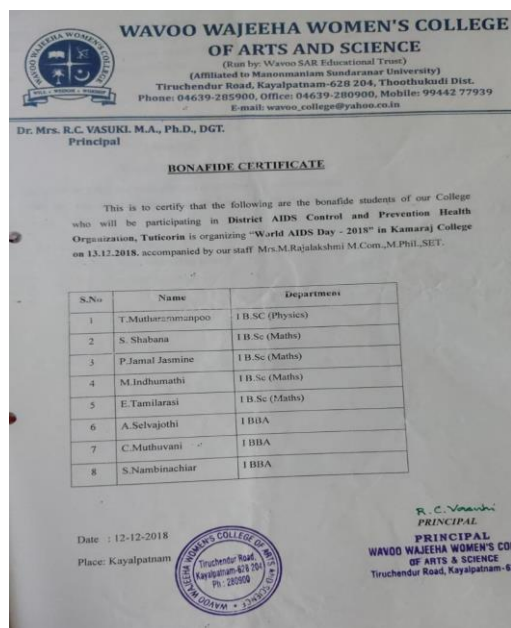 WAVOO WAJEEHA WOMEN'S COLLEGE
OF ARTS AND SCIENCE
(Run by: Wavoo SAR Educational Trust)
(Affiliated to Manonmaniam Sundaranar University)
Tiruchendur Road, Kayalpatnam-628 204, Thoothukudi Dist.
Phone: 04639-285900, Office: 04639-280900, Mobile: 99442 77939
E-mail: wavoo_college@yahoo.co.in
WAVOO WAJEEHA WOMEN'S COLLEGE
Dr. Mrs. R.C. VASUKI. M.A., Ph.D., DGT.
Principal
BONAFIDE CERTIFICATE
This is to certify that the following are the bonafide students of our College
who will be participating in District AIDS Control and Prevention Health
Organization, Tuticorin is organizing "World AIDS Day - 2018" in Kamaraj College
on 13.12.2018. accompanied by our staff Mrs.M.Rajalakshmi M.Com.,M.Phil.,SET.
S.No Name Department
1 T.Mutharammanpoo I B.SC (Physics)
2 S. Shabana I B.Sc (Maths)
3 P.Jamal Jasmine I B.Sc (Maths)
4 M.Indhumathi I B.Sc (Maths)
5 E.Tamilarasi I B.Sc (Maths)
6 A.Selvajothi I BBA
7 C.Muthuvani I BBA
8 S.Nambinachiar I BBA
R. C. Vasuki
PRINCIPAL
Date : 12-12-2018
Place: Kayalpatnam
WAVOO WAJEEHA WOMEN'S COLLEGE OF ARTS AND SCIENCE
Tiruchendur Road,
Kayalpatnam-628 204
Ph : 280900
PRINCIPAL
WAVOO WAJEEHA WOMEN'S CO
OF ARTS & SCIENCE
Tiruchendur Road, Kayalpatnam-6